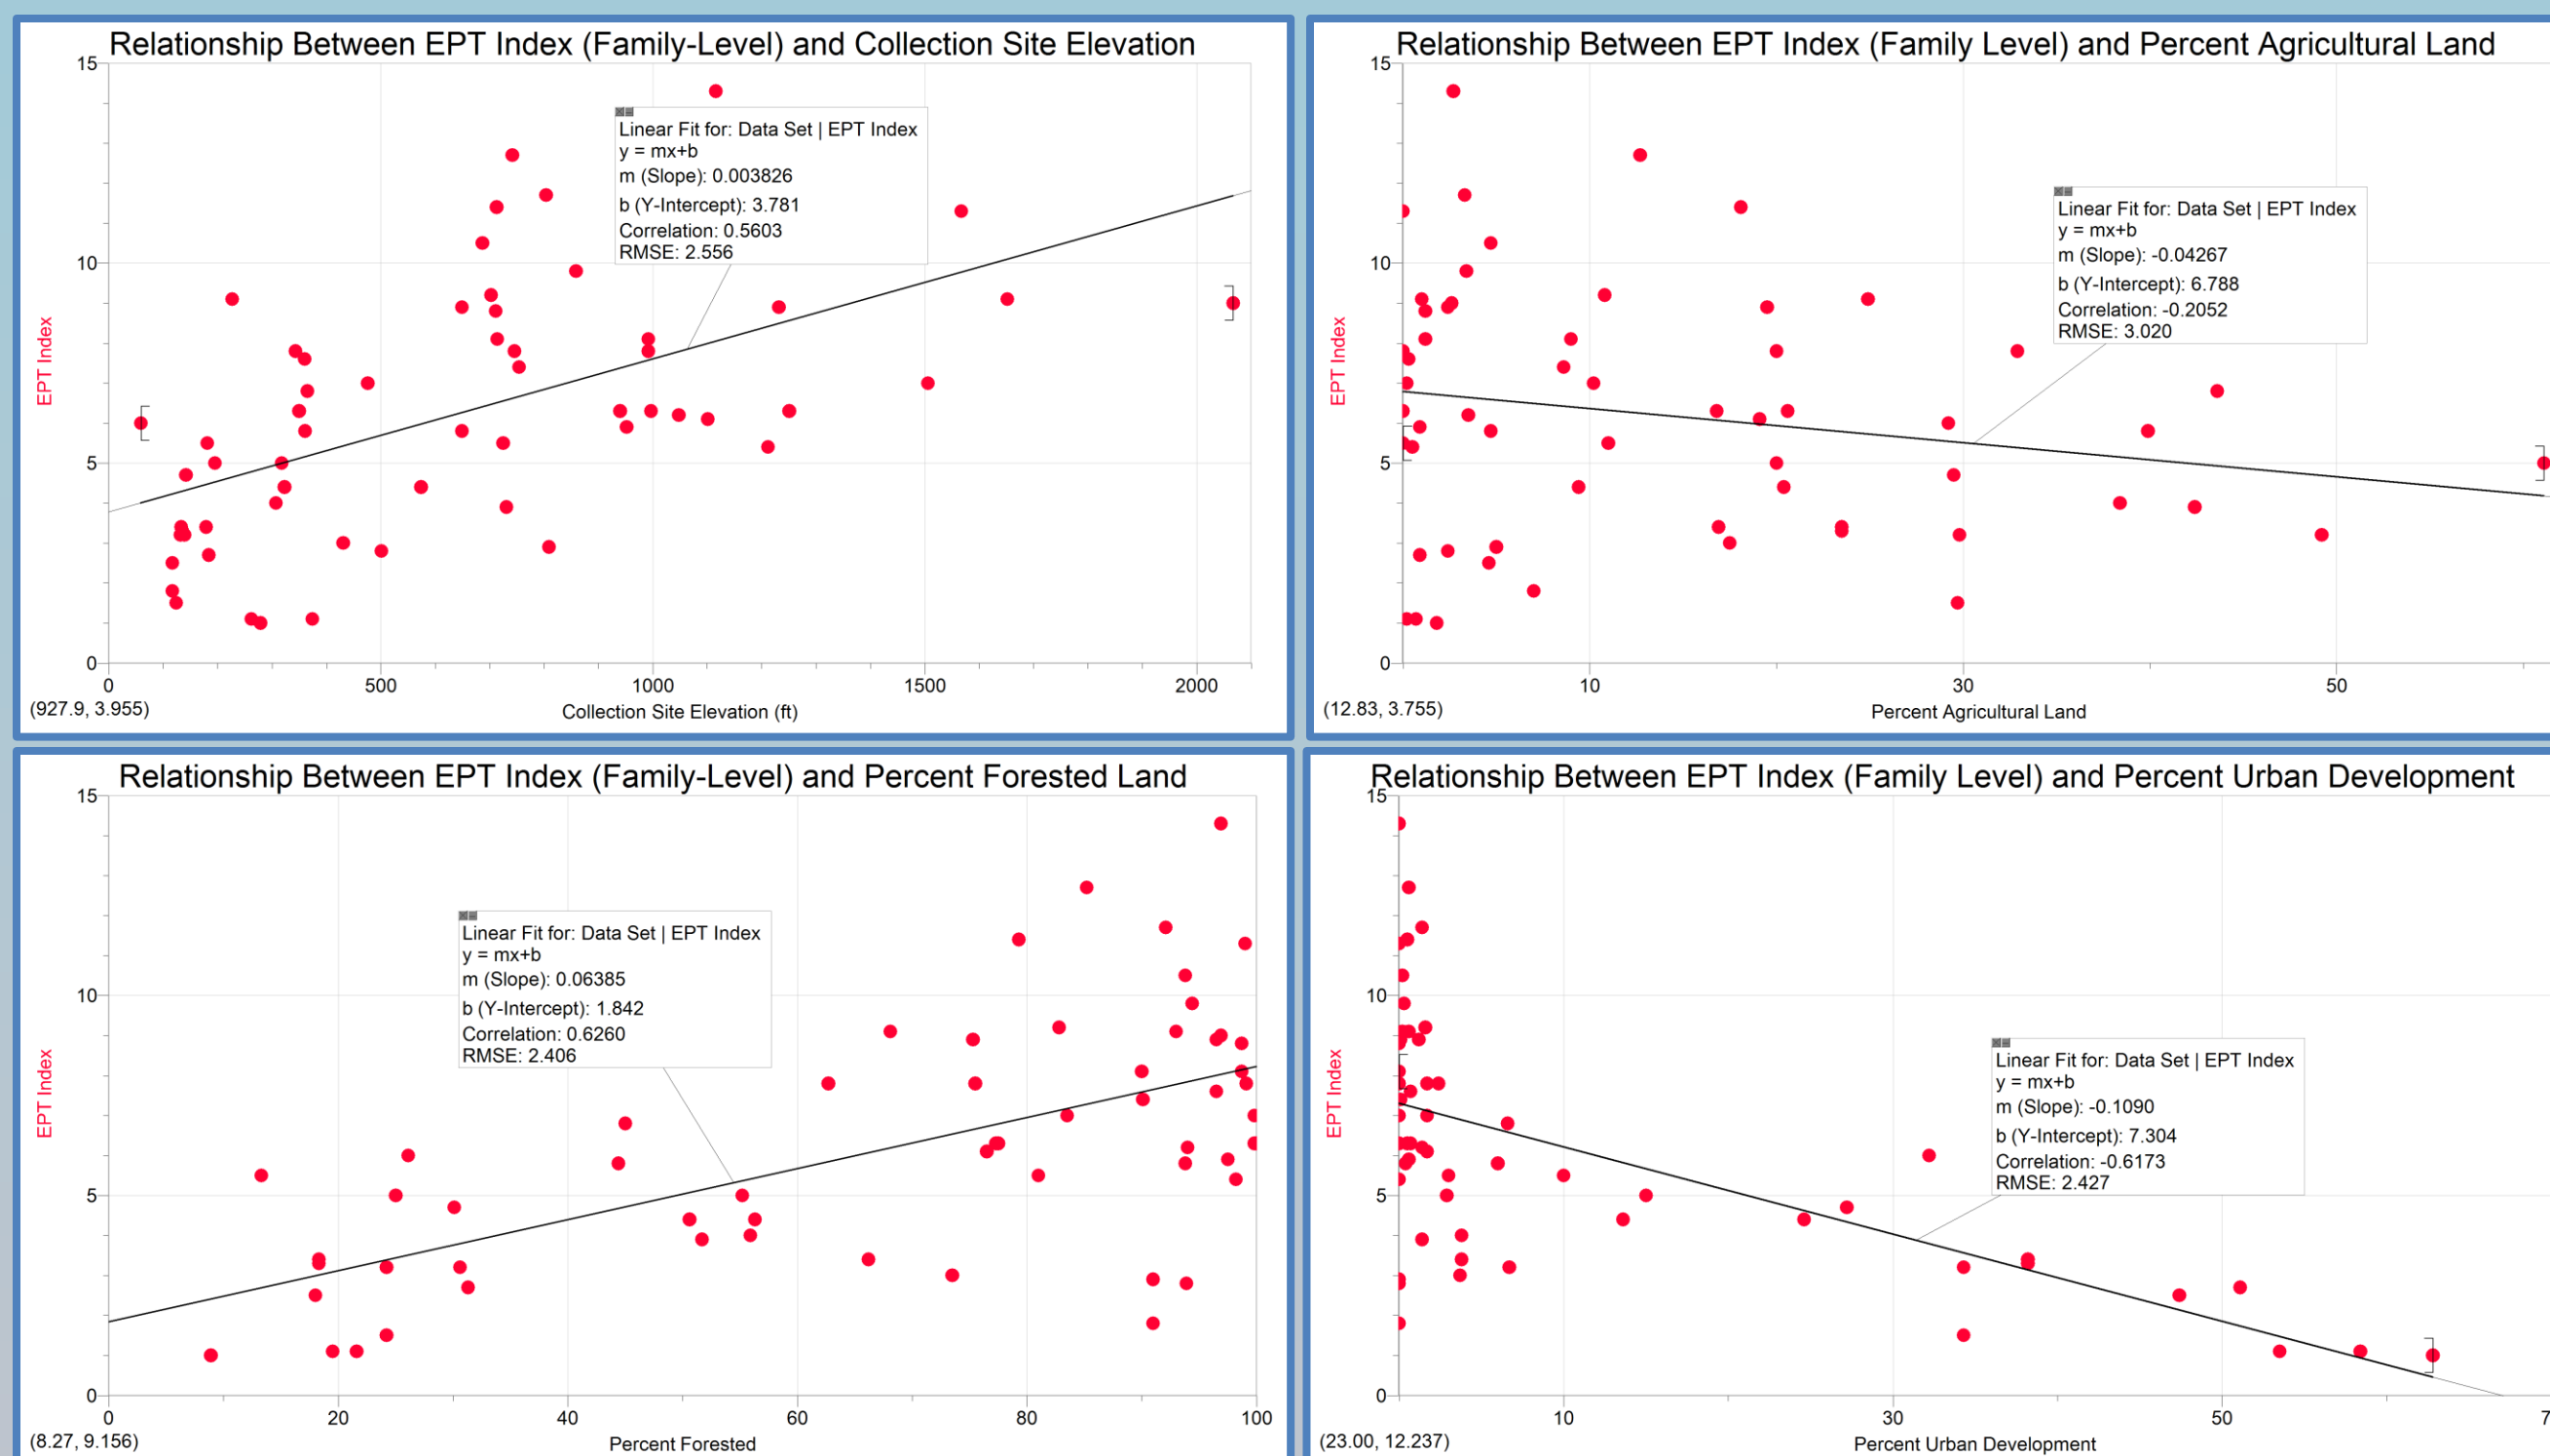 Relationship Between EPT Index (Family-Level) and Collection Site Elevation
15
10
5
0
EPT Index
Linear Fit for: Data Set | EPT Index
y = mx+b
m (Slope): 0.003826
b (Y-Intercept): 3.781
Correlation: 0.5603
RMSE: 2.556
0 500 1000 1500 2000
(927.9, 3.955)
Collection Site Elevation (ft)
Relationship Between EPT Index (Family Level) and Percent Agricultural Land
15
10
5
0
EPT Index
Linear Fit for: Data Set | EPT Index
y = mx+b
m (Slope): -0.04267
b (Y-Intercept): 6.788
Correlation: -0.2052
RMSE: 3.020
10 30 50
(12.83, 3.755)
Percent Agricultural Land
Relationship Between EPT Index (Family-Level) and Percent Forested Land
15
10
5
0
EPT Index
Linear Fit for: Data Set | EPT Index
y = mx+b
m (Slope): 0.06385
b (Y-Intercept): 1.842
Correlation: 0.6260
RMSE: 2.406
0 20 40 60 80 100
(8.27, 9.156)
Percent Forested
Relationship Between EPT Index (Family Level) and Percent Urban Development
15
10
5
0
EPT Index
Linear Fit for: Data Set | EPT Index
y = mx+b
m (Slope): -0.1090
b (Y-Intercept): 7.304
Correlation: -0.6173
RMSE: 2.427
10 30 50
(23.00, 12.237)
Percent Urban Development